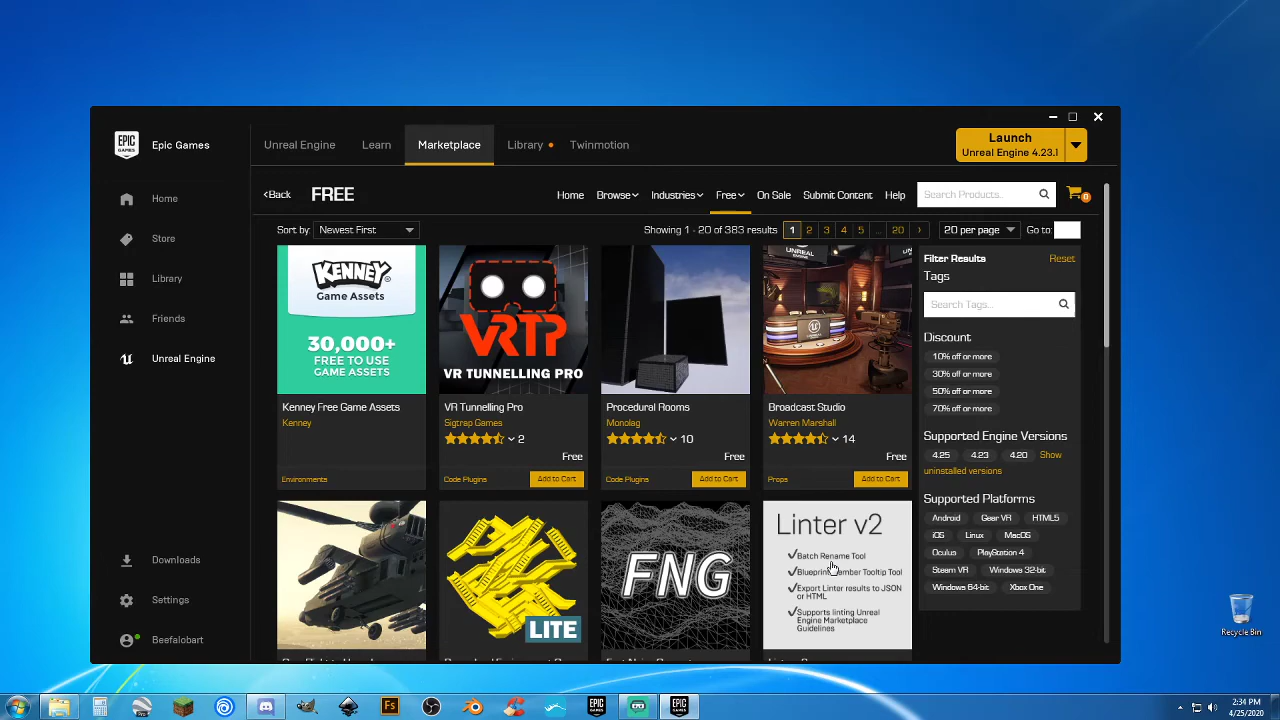 EPIC GAMES
Epic Games
Unreal Engine
Learn
Marketplace
Library
Twinmotion
Launch
Unreal Engine 4.23.1
Home
Store
Library
Friends
Unreal Engine
Downloads
Settings
Beefalobart
<Back
FREE
Home
Browse
Industries
Free
On Sale
Submit Content
Help
Search Products..
0
Sort by:
Newest First
Showing 1 - 20 of 383 results
1 2 3 4 5 ... 20 ›
20 per page
Go to:
KENNEY
Game Assets
30,000+
FREE TO USE
GAME ASSETS
Kenney Free Game Assets
Kenney
Environments
VRTP
VR TUNNELLING PRO
VR Tunnelling Pro
Sigtrap Games
2
Free
Code Plugins
Add to Cart
Procedural Rooms
Monolag
10
Free
Code Plugins
Add to Cart
Broadcast Studio
Warren Marshall
14
Free
Props
Add to Cart
LITE
FNG
Linter v2
Batch Rename Tool
Blueprint Member Tooltip Tool
Export Linter results to JSON
or HTML
Supports linting Unreal
Engine Marketplace
Guidelines
Filter Results
Reset
Tags
Search Tags...
Discount
10% off or more
30% off or more
50% off or more
70% off or more
Supported Engine Versions
4.25 4.23 4.20 Show
uninstalled versions
Supported Platforms
Android Gear VR HTML5
iOS Linux MacOS
Oculus PlayStation 4
Steam VR Windows 32-bit
Windows 64-bit Xbox One
Recycle Bin
Pro
Fs
EPIC GAMES
EPIC GAMES
2:34 PM
4/25/2020